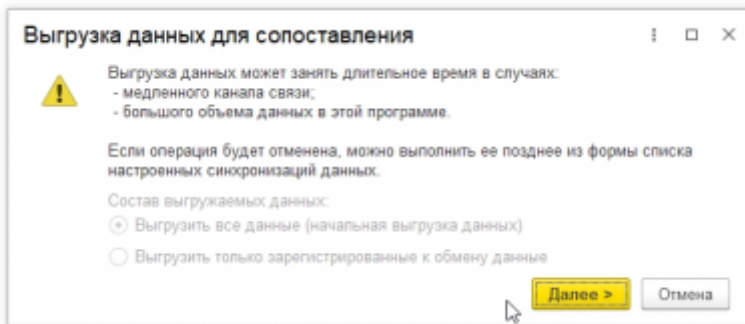 Выгрузка данных для сопоставления
Выгрузка данных может занять длительное время в случаях:
- медленного канала связи;
- большого объема данных в этой программе.
Если операция будет отменена, можно выполнить ее позднее из формы списка
настроенных синхронизаций данных.
Состав выгружаемых данных:
Выгрузить все данные (начальная выгрузка данных)
Выгрузить только зарегистрированные к обмену данные
Далее > Отмена